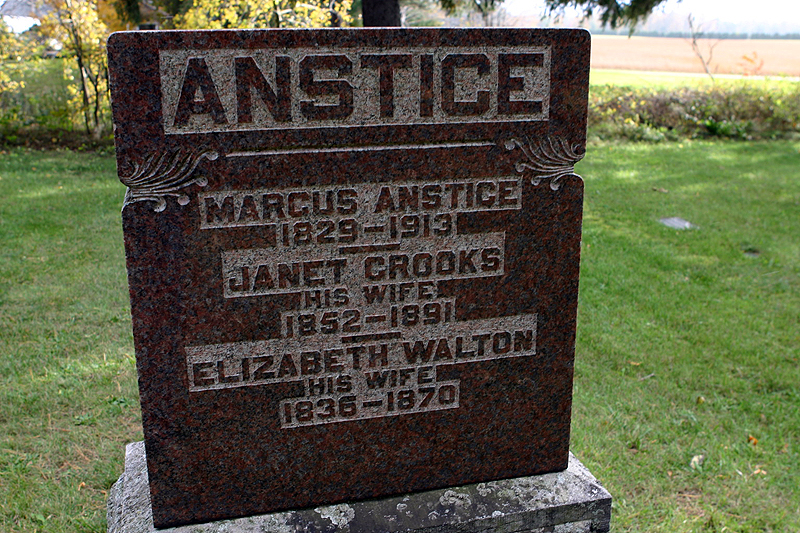 ANSTICE
MARCUS ANSTICE
1829-1913
JANET CROOKS
HIS WIFE
1852-1891
ELIZABETH WALTON
HIS WIFE
1836-1870